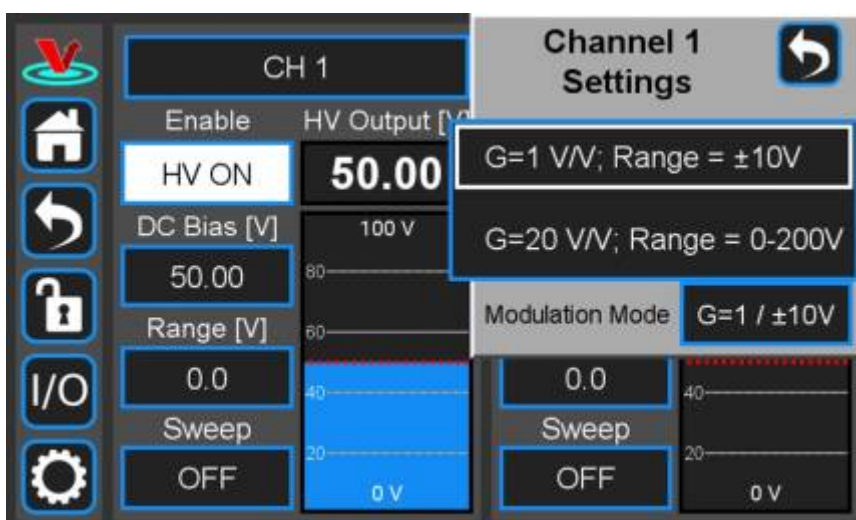 CH 1
Enable
HV Output [V]
HV ON
50.00
DC Bias [V]
50.00
Range [V]
0.0
Sweep
OFF
100 V
80
60
40
20
0 V
Channel 1
Settings
G=1 V/V; Range = ±10V
G=20 V/V; Range = 0-200V
Modulation Mode
G=1 / ±10V
0.0
Sweep
OFF
40
20
0 V
I/O